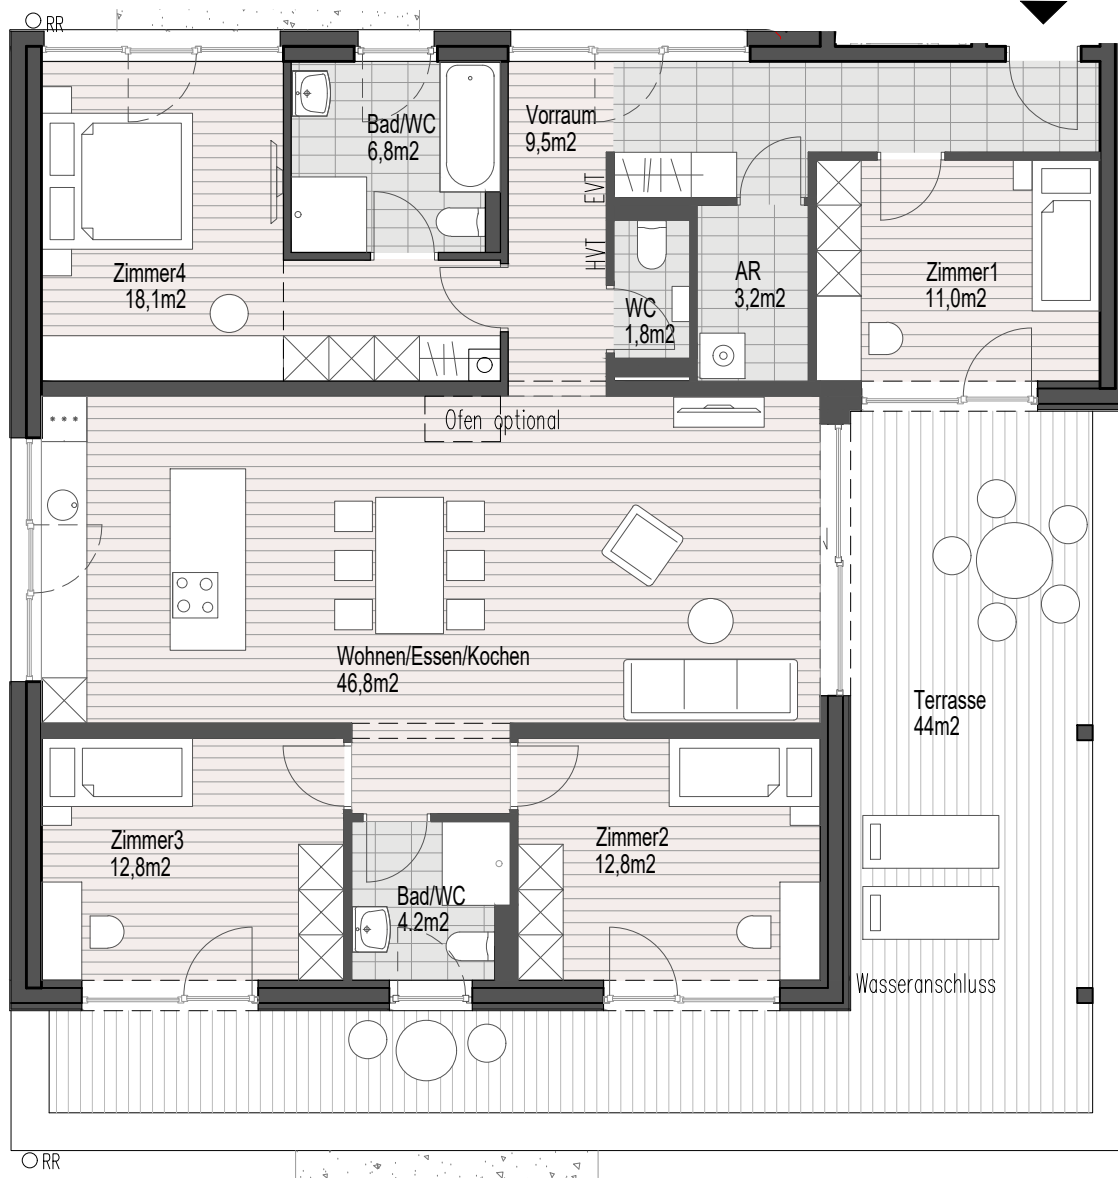 RR
Bad/WC
6,8m2
Vorraum
9,5m2
EVT
HVT
Zimmer4
18,1m2
WC
1,8m2
AR
3,2m2
Zimmer1
11,0m2
Ofen optional
Wohnen/Essen/Kochen
46,8m2
Terrasse
44m2
Zimmer3
12,8m2
Bad/WC
4.2m2
Zimmer2
12,8m2
Wasseranschluss
RR